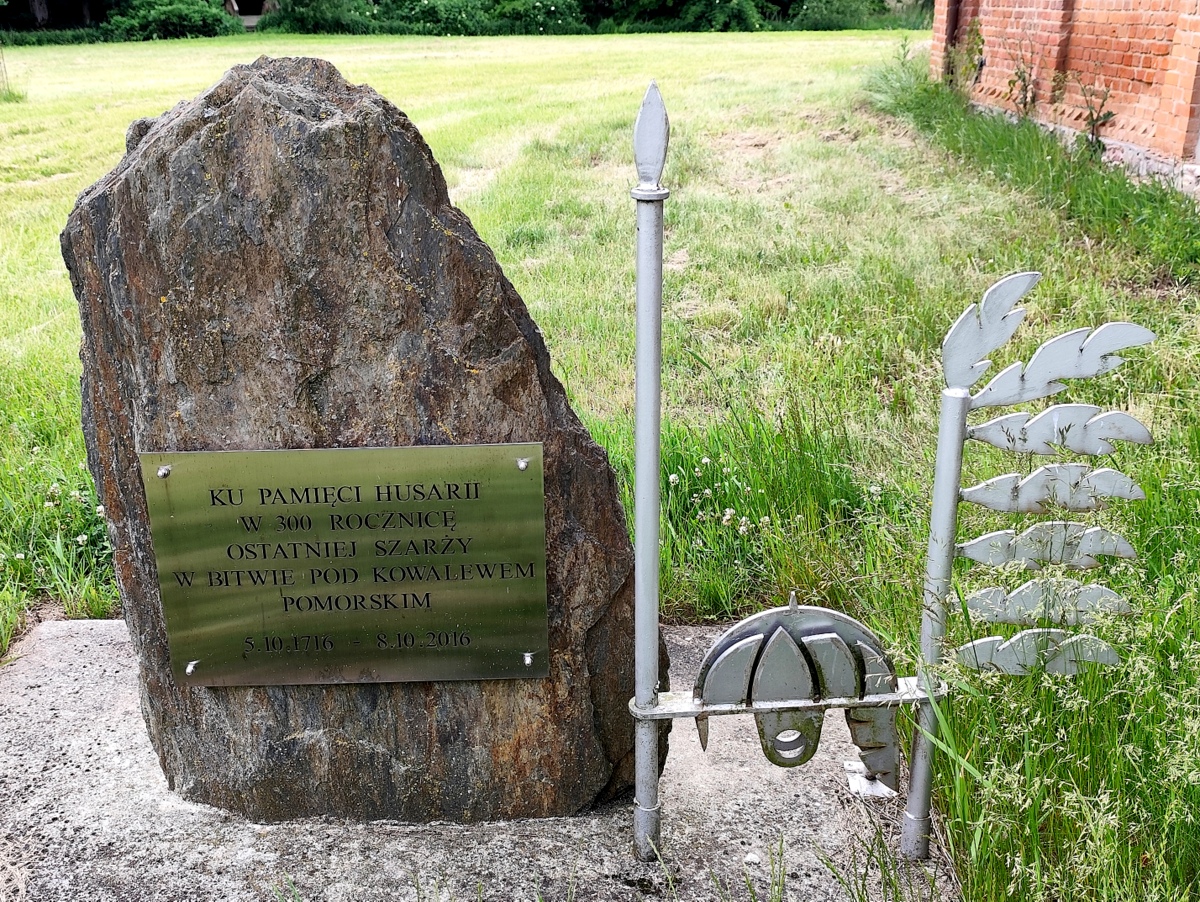 KU PAMIĘCI HUSARII
W 300 ROCZNICĘ
OSTATNIEJ SZARŻY
W BITWIE POD KOWALEWEM
POMORSKIM
5.10.1716 - 8.10.2016